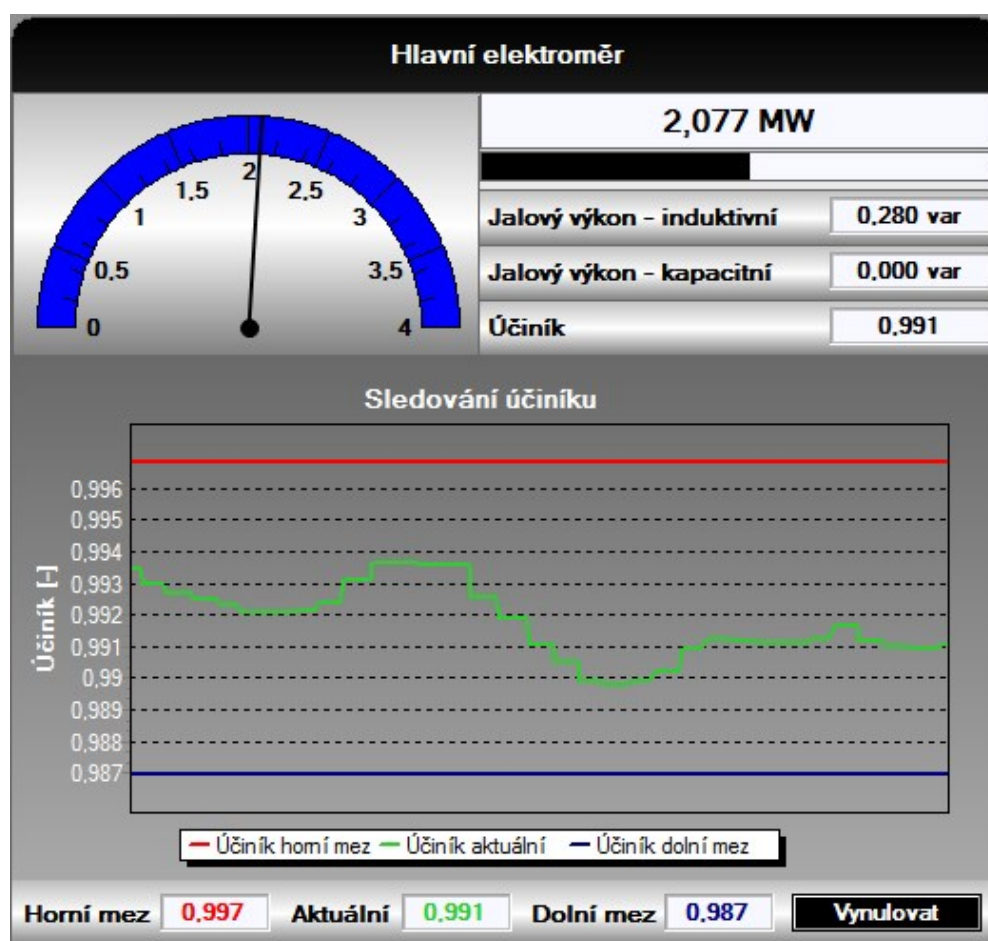 Hlavní elektroměr
2,077 MW
0
0,5
1
1,5
2
2,5
3
3,5
4
Jalový výkon - induktivní 0,280 var
Jalový výkon - kapacitní 0,000 var
Účiník 0,991
Sledování účiníku
Účiník [-]
0,996
0,995
0,994
0,993
0,992
0,991
0,99
0,989
0,988
0,987
Účiník horní mez Účiník aktuální Účiník dolní mez
Horní mez 0,997 Aktuální 0,991 Dolní mez 0,987 Vynulovat